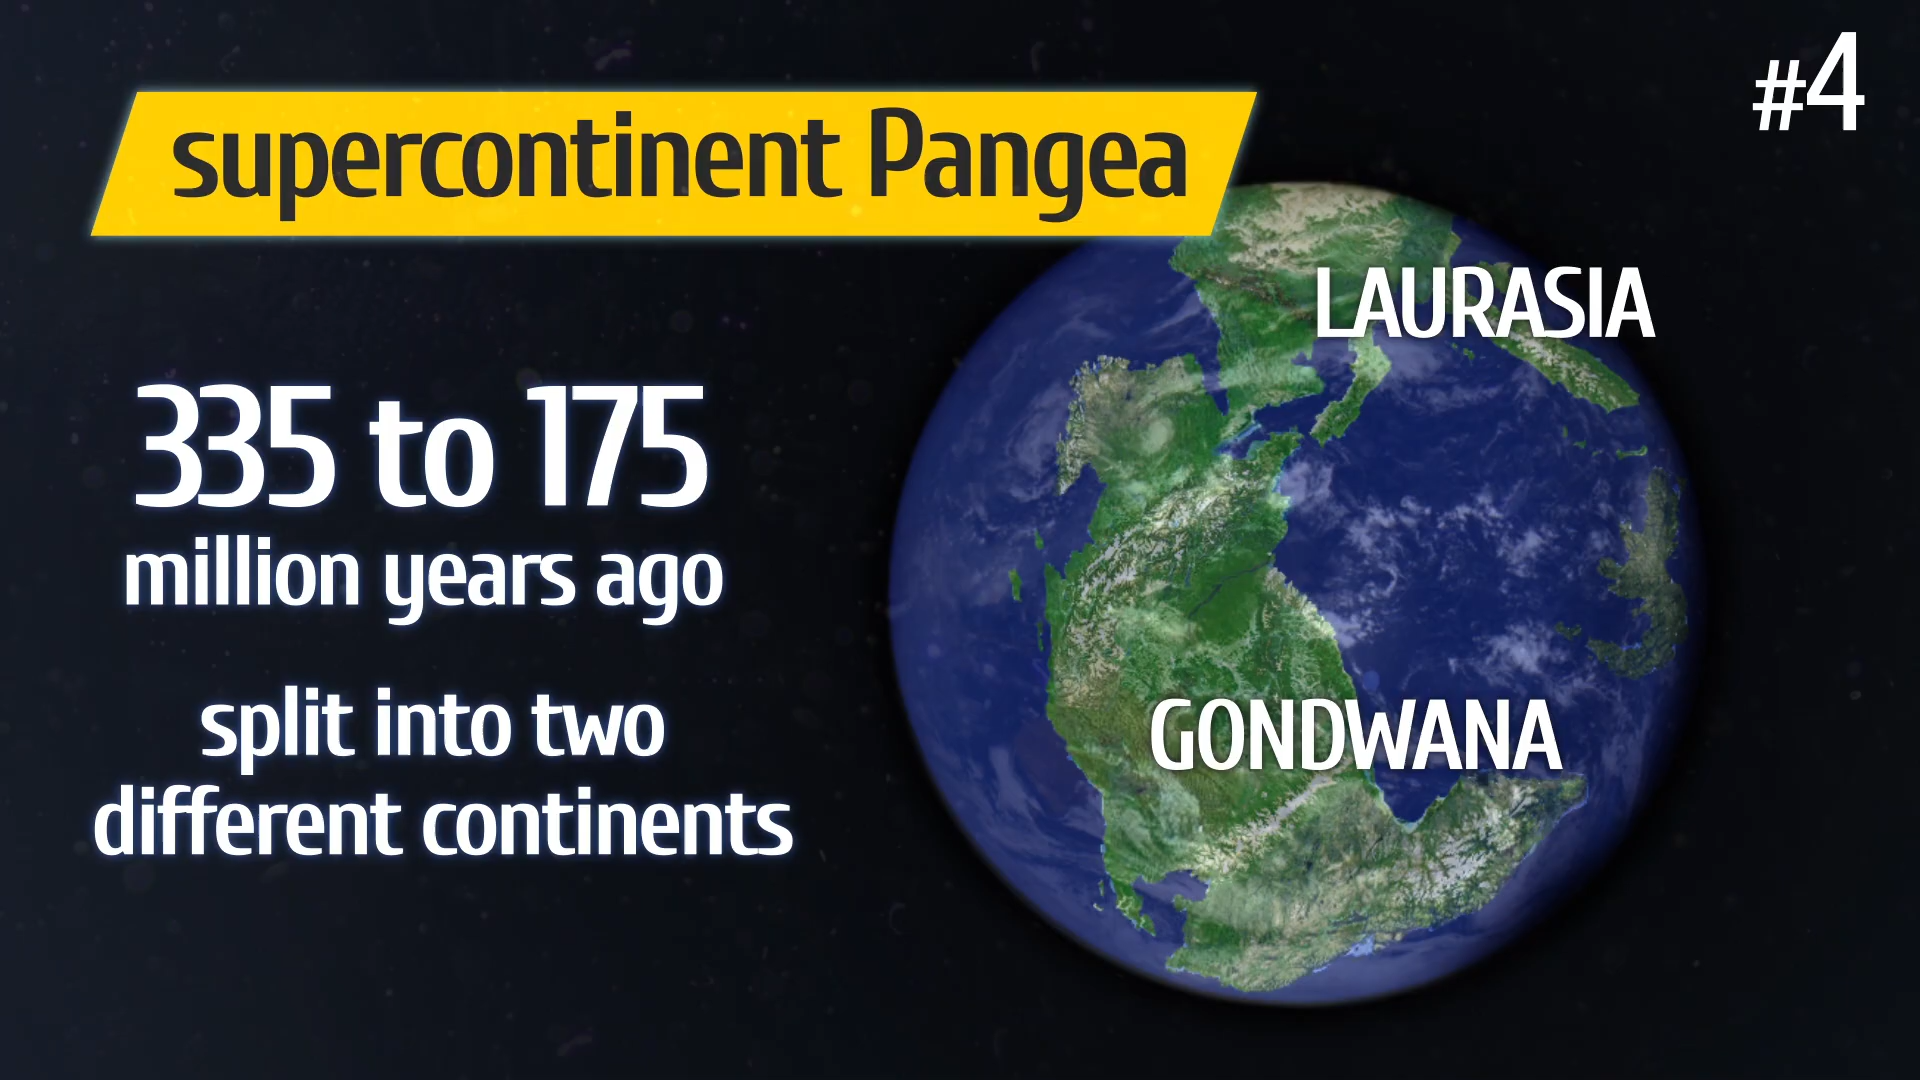 #4
supercontinent Pangea
LAURASIA
335 to 175
million years ago
split into two
different continents
GONDWANA